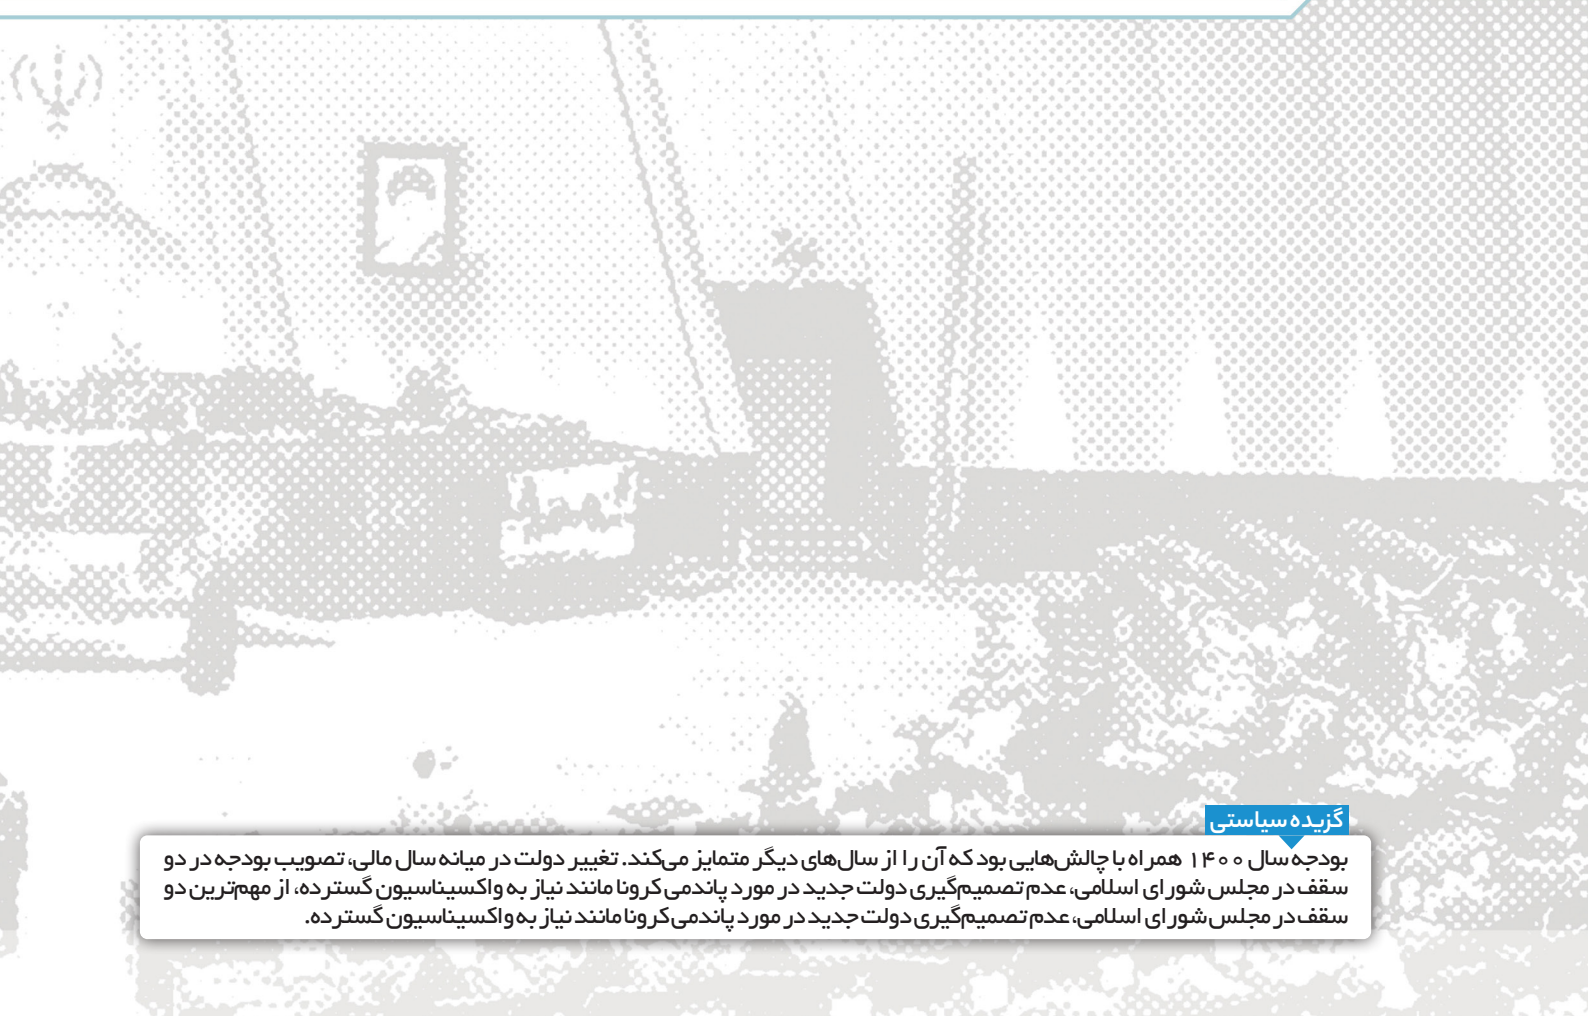 گزیده سیاستی
بودجه سال ۱۴۰۰ همراه با چالش‌هایی بود که آن را از سال‌های دیگر متمایز می‌کند. تغییر دولت در میانه سال مالی، تصویب بودجه در دو
سقف در مجلس شورای اسلامی، عدم تصمیم‌گیری دولت جدید در مورد پاندمی کرونا مانند نیاز به واکسیناسیون گسترده، از مهم‌ترین دو
سقف در مجلس شورای اسلامی، عدم تصمیم‌گیری دولت جدید در مورد پاندمی کرونا مانند نیاز به واکسیناسیون گسترده.